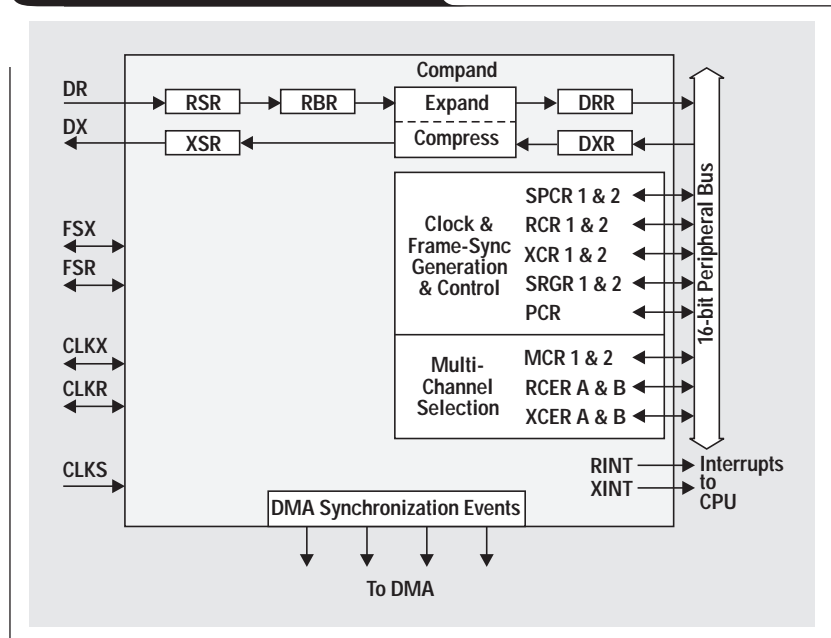 Compand
DR
RSR
RBR
Expand
DRR
DX
XSR
Compress
DXR
16-bit Peripheral Bus
Clock &
Frame-Sync
Generation
& Control
SPCR 1 & 2
RCR 1 & 2
XCR 1 & 2
SRGR 1 & 2
PCR
FSX
FSR
CLKX
CLKR
Multi-
Channel
Selection
MCR 1 & 2
RCER A & B
XCER A & B
CLKS
RINT
XINT
Interrupts
to
CPU
DMA Synchronization Events
To DMA